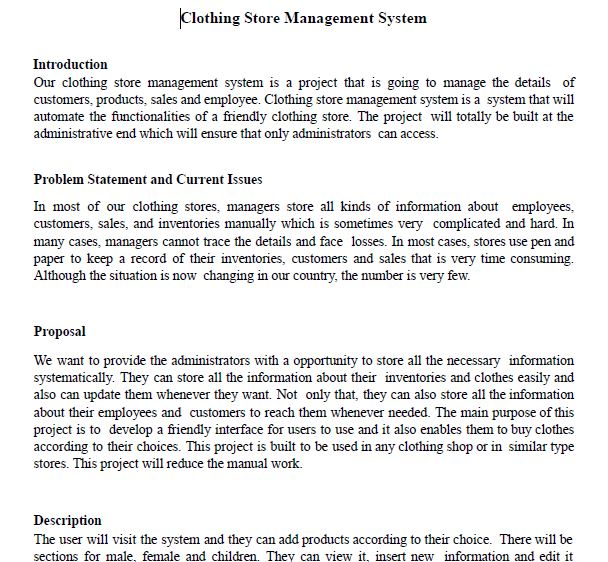 Clothing Store Management System
Introduction
Our clothing store management system is a project that is going to manage the details of
customers, products, sales and employee. Clothing store management system is a system that will
automate the functionalities of a friendly clothing store. The project will totally be built at the
administrative end which will ensure that only administrators can access.
Problem Statement and Current Issues
In most of our clothing stores, managers store all kinds of information about employees,
customers, sales, and inventories manually which is sometimes very complicated and hard. In
many cases, managers cannot trace the details and face losses. In most cases, stores use pen and
paper to keep a record of their inventories, customers and sales that is very time consuming.
Although the situation is now changing in our country, the number is very few.
Proposal
We want to provide the administrators with a opportunity to store all the necessary information
systematically. They can store all the information about their inventories and clothes easily and
also can update them whenever they want. Not only that, they can also store all the information
about their employees and customers to reach them whenever needed. The main purpose of this
project is to develop a friendly interface for users to use and it also enables them to buy clothes
according to their choices. This project is built to be used in any clothing shop or in similar type
stores. This project will reduce the manual work.
Description
The user will visit the system and they can add products according to their choice. There will be
sections for male, female and children. They can view it, insert new information and edit it